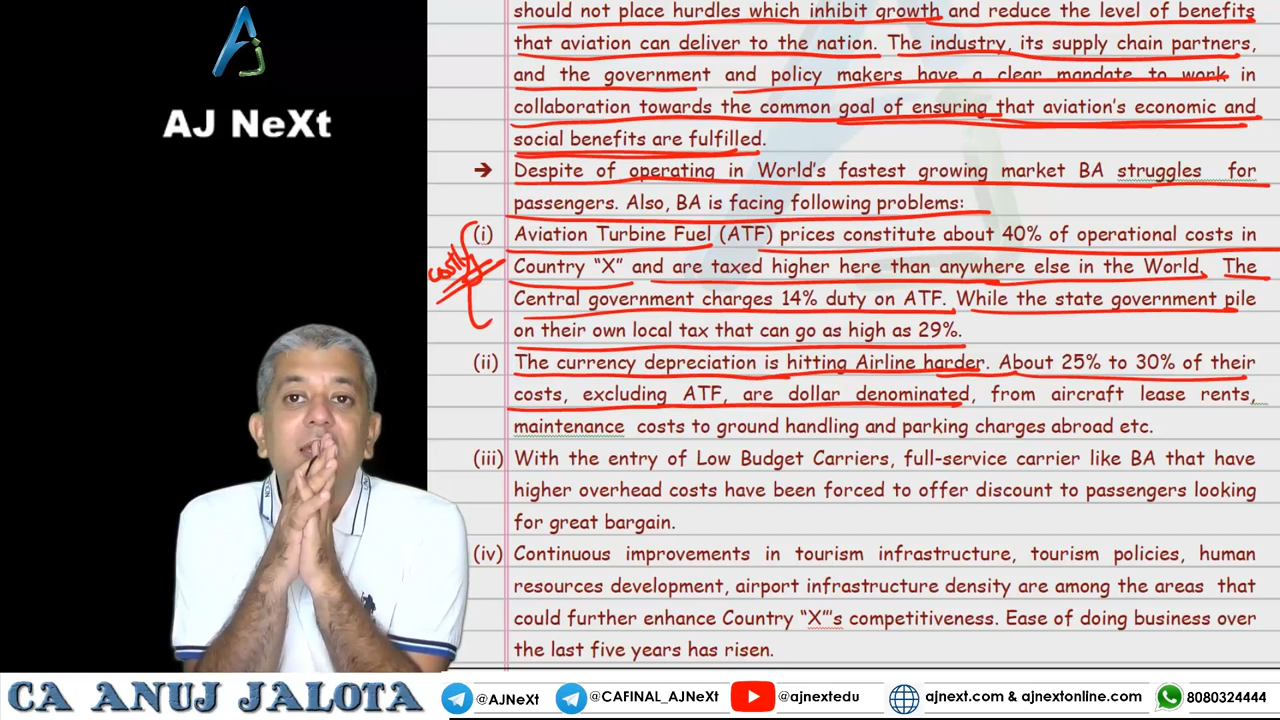 AJ NeXt
should not place hurdles which inhibit growth and reduce the level of benefits
that aviation can deliver to the nation. The industry, its supply chain partners,
and the government and policy makers have a clear mandate to work in
collaboration towards the common goal of ensuring that aviation's economic and
social benefits are fulfilled.
➔ Despite of operating in World's fastest growing market BA struggles for
passengers. Also, BA is facing following problems:
costly
(i) Aviation Turbine Fuel (ATF) prices constitute about 40% of operational costs in
Country "X" and are taxed higher here than anywhere else in the World. The
Central government charges 14% duty on ATF. While the state government pile
on their own local tax that can go as high as 29%.
(ii) The currency depreciation is hitting Airline harder. About 25% to 30% of their
costs, excluding ATF, are dollar denominated, from aircraft lease rents,
maintenance costs to ground handling and parking charges abroad etc.
(iii) With the entry of Low Budget Carriers, full-service carrier like BA that have
higher overhead costs have been forced to offer discount to passengers looking
for great bargain.
(iv) Continuous improvements in tourism infrastructure, tourism policies, human
resources development, airport infrastructure density are among the areas that
could further enhance Country "X"'s competitiveness. Ease of doing business over
the last five years has risen.
CA ANUJ JALOTA @AJNeXt @CAFINAL_AJNeXt @ajnextedu ajnext.com & ajnextonline.com 8080324444